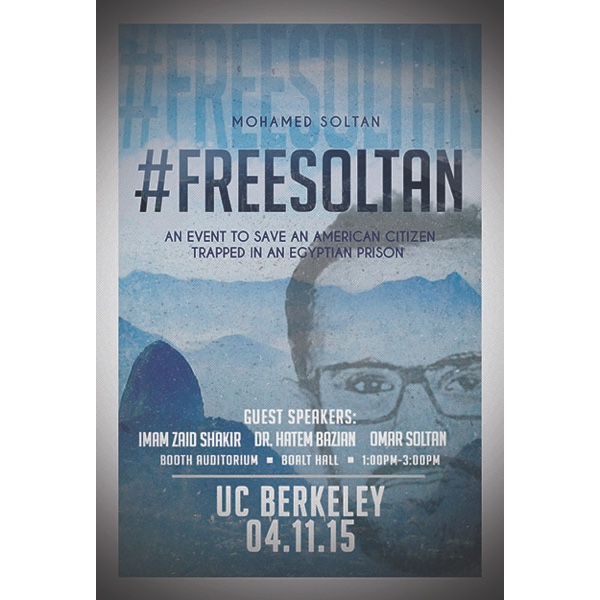 #FREESOLTAN
MOHAMED SOLTAN
#FREESOLTAN
AN EVENT TO SAVE AN AMERICAN CITIZEN
TRAPPED IN AN EGYPTIAN PRISON
GUEST SPEAKERS:
IMAM ZAID SHAKIR DR. HATEM BAZIAN OMAR SOLTAN
BOOTH AUDITORIUM ■ BOALT HALL ■ 1:00PM-3:00PM
UC BERKELEY
04.11.15